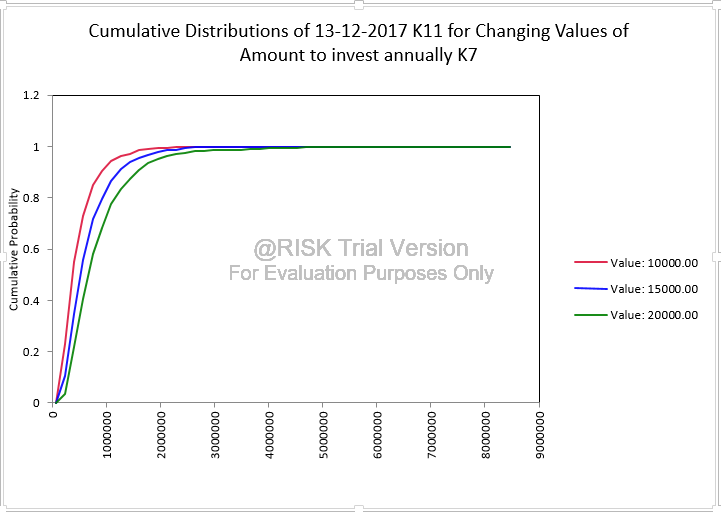 Cumulative Distributions of 13-12-2017 K11 for Changing Values of
Amount to invest annually K7
1.2
1
0.8
0.6
0.4
0.2
0
Cumulative Probability
@RISK Trial Version
For Evaluation Purposes Only
Value: 10000.00
Value: 15000.00
Value: 20000.00
0
1000000
2000000
3000000
4000000
5000000
6000000
7000000
8000000
9000000